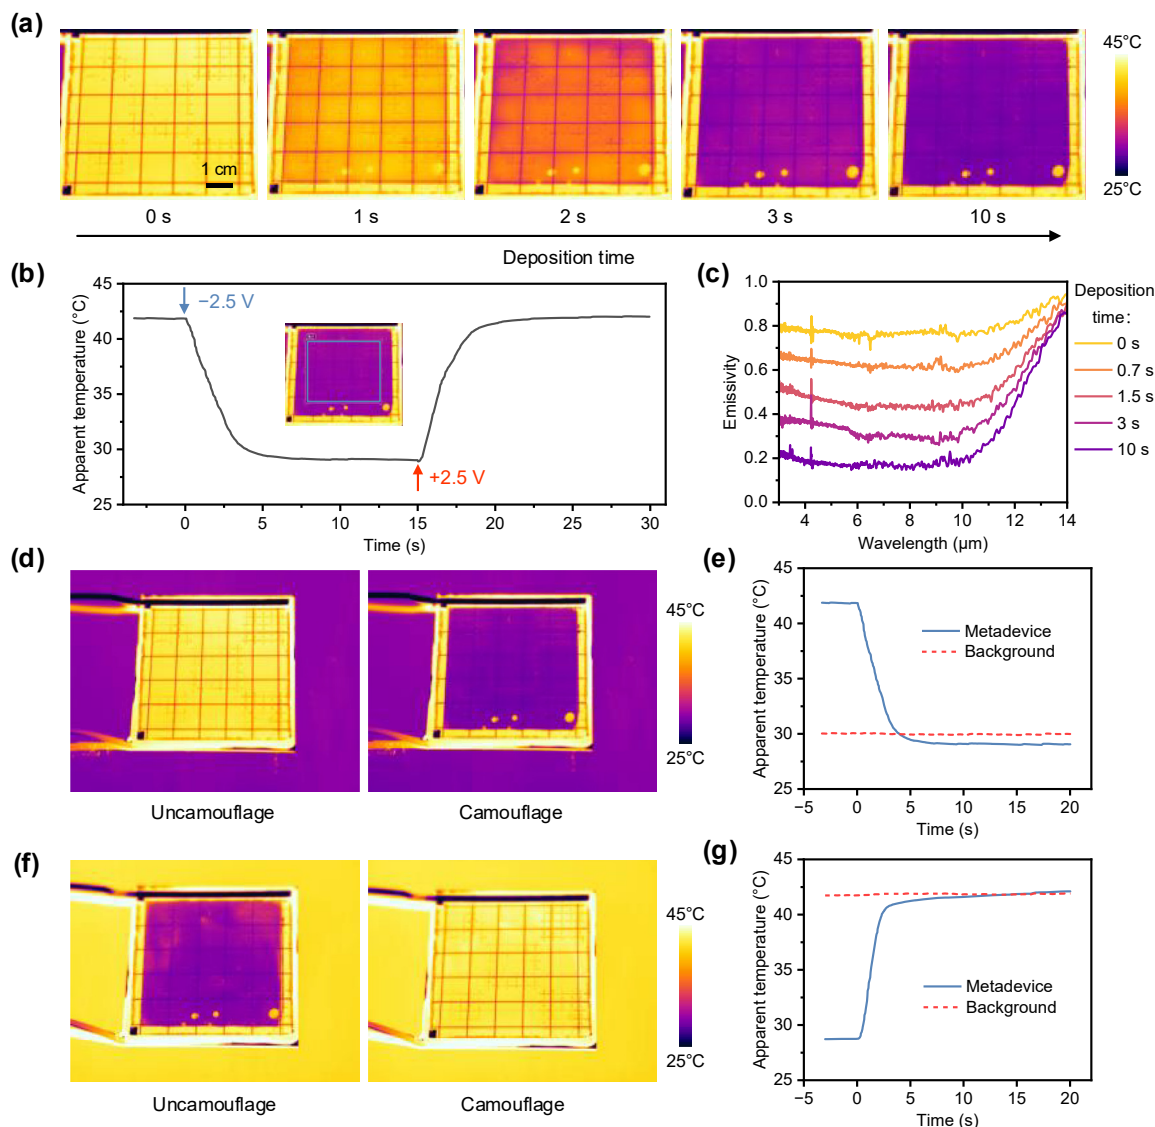 (a)
45°C
25°C
1 cm
0 s
1 s
2 s
3 s
10 s
Deposition time
(b)
Apparent temperature (°C)
45
40
35
30
25
−2.5 V
+2.5 V
0
5
10
15
20
25
30
Time (s)
(c)
Emissivity
1.0
0.8
0.6
0.4
0.2
0.0
4
6
8
10
12
14
Wavelength (µm)
Deposition
time:
0 s
0.7 s
1.5 s
3 s
10 s
(d)
45°C
25°C
Uncamouflage
Camouflage
(e)
Apparent temperature (°C)
45
40
35
30
25
Metadevice
Background
−5
0
5
10
15
20
Time (s)
(f)
45°C
25°C
Uncamouflage
Camouflage
(g)
Apparent temperature (°C)
45
40
35
30
25
Metadevice
Background
−5
0
5
10
15
20
Time (s)